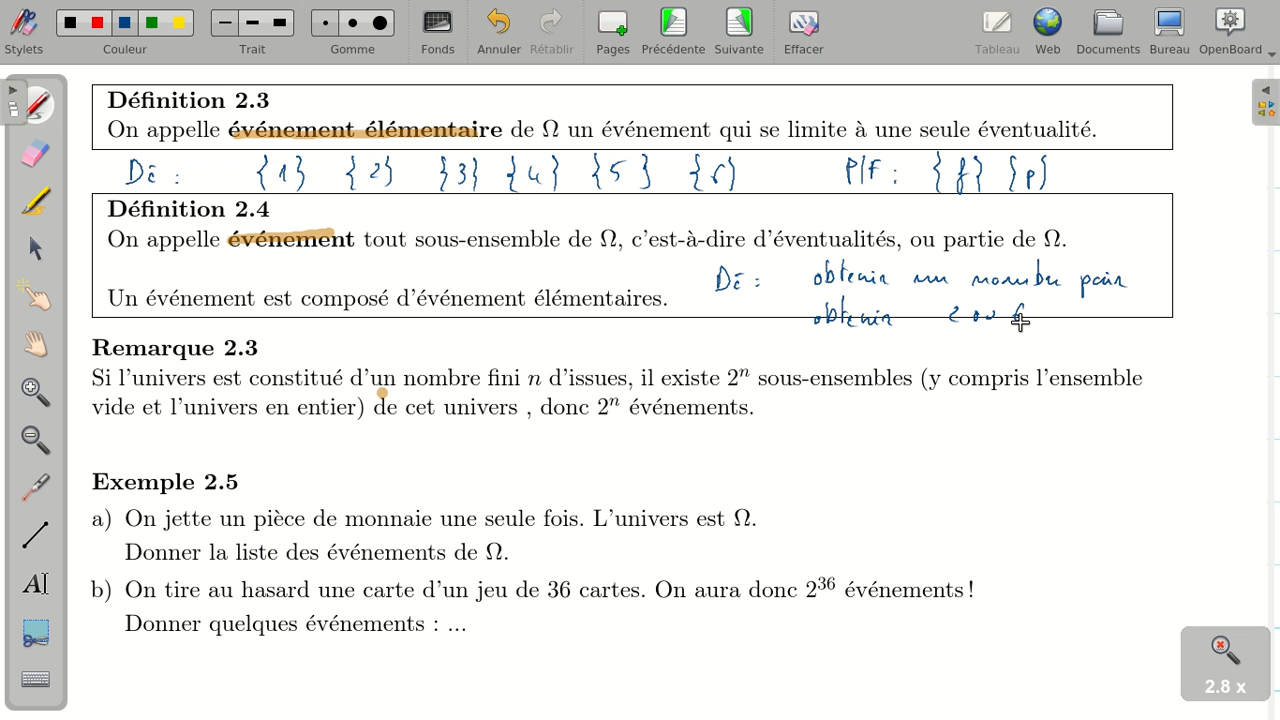 Stylets Couleur Trait Gomme Fonds Annuler Rétablir Pages Précédente Suivante Effacer Tableau Web Documents Bureau OpenBoard
Définition 2.3
On appelle événement élémentaire de Ω un événement qui se limite à une seule éventualité.
Dé : {1} {2} {3} {4} {5} {6} P/F : {f} {p}
Définition 2.4
On appelle événement tout sous-ensemble de Ω, c'est-à-dire d'éventualités, ou partie de Ω.
Dé : obtenir un nombre pair
Un événement est composé d'événement élémentaires.
obtenir 2 ou
Remarque 2.3
Si l'univers est constitué d'un nombre fini n d'issues, il existe 2ⁿ sous-ensembles (y compris l'ensemble
vide et l'univers en entier) de cet univers , donc 2ⁿ événements.
Exemple 2.5
a) On jette un pièce de monnaie une seule fois. L'univers est Ω.
Donner la liste des événements de Ω.
b) On tire au hasard une carte d'un jeu de 36 cartes. On aura donc 2³⁶ événements !
Donner quelques événements : ...
AI
2.8 x